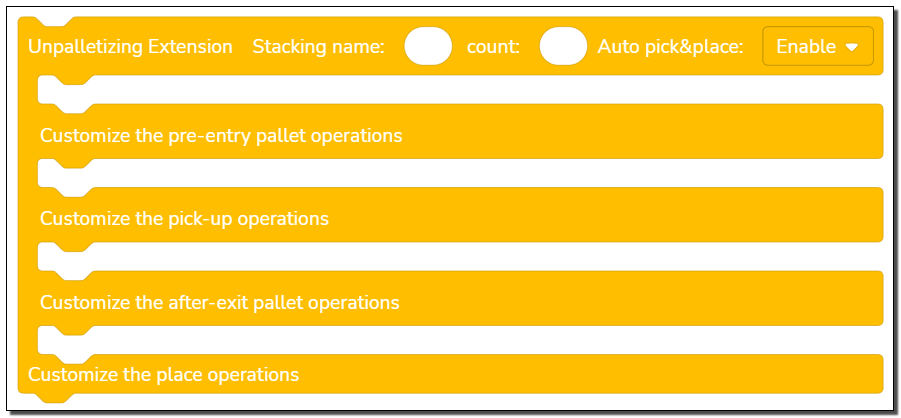 Unpalletizing Extension Stacking name: count: Auto pick&place: Enable
Customize the pre-entry pallet operations
Customize the pick-up operations
Customize the after-exit pallet operations
Customize the place operations